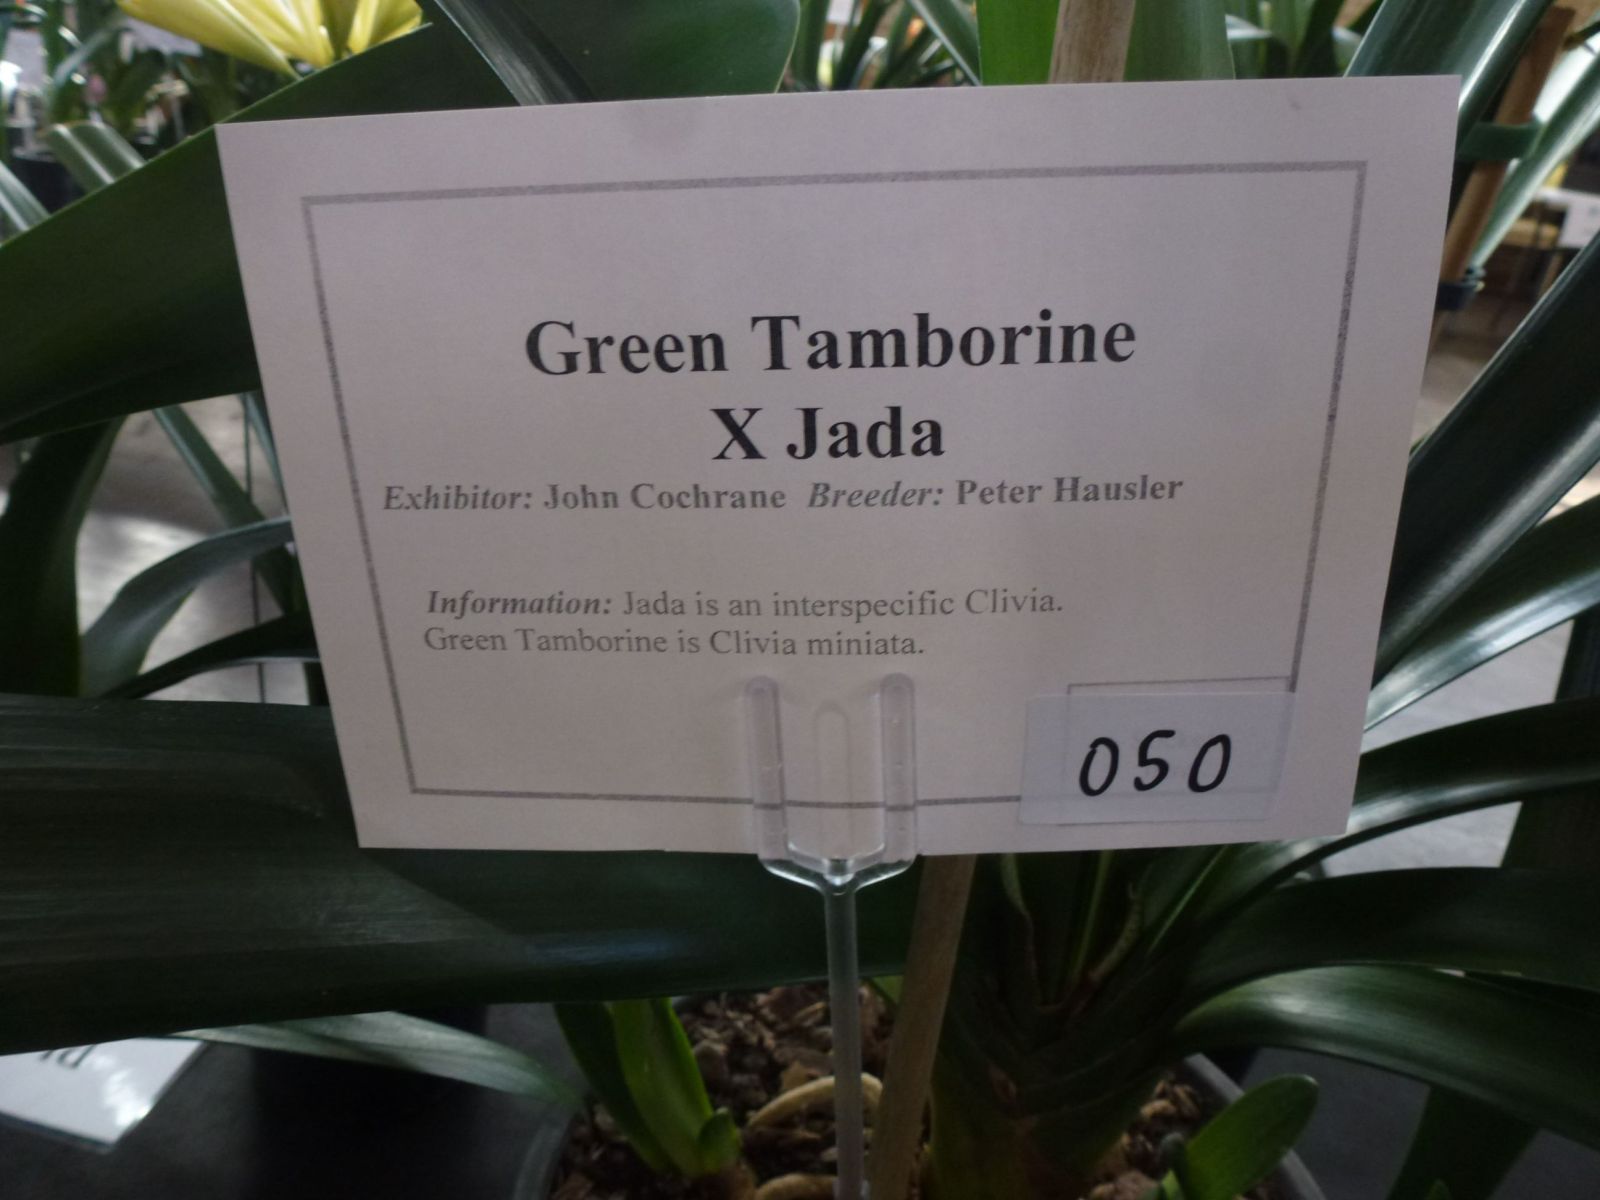 Green Tamborine
X Jada
Exhibitor: John Cochrane Breeder: Peter Hausler
Information: Jada is an interspecific Clivia.
Green Tamborine is Clivia miniata.
050